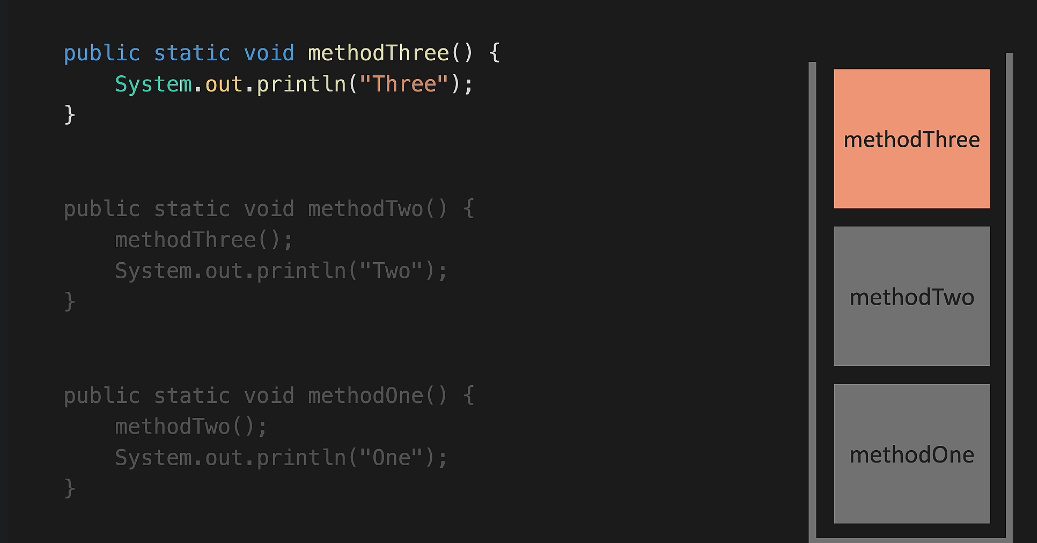 public static void methodThree() {
    System.out.println("Three");
}
public static void methodTwo() {
    methodThree();
    System.out.println("Two");
}
public static void methodOne() {
    methodTwo();
    System.out.println("One");
}
methodThree
methodTwo
methodOne